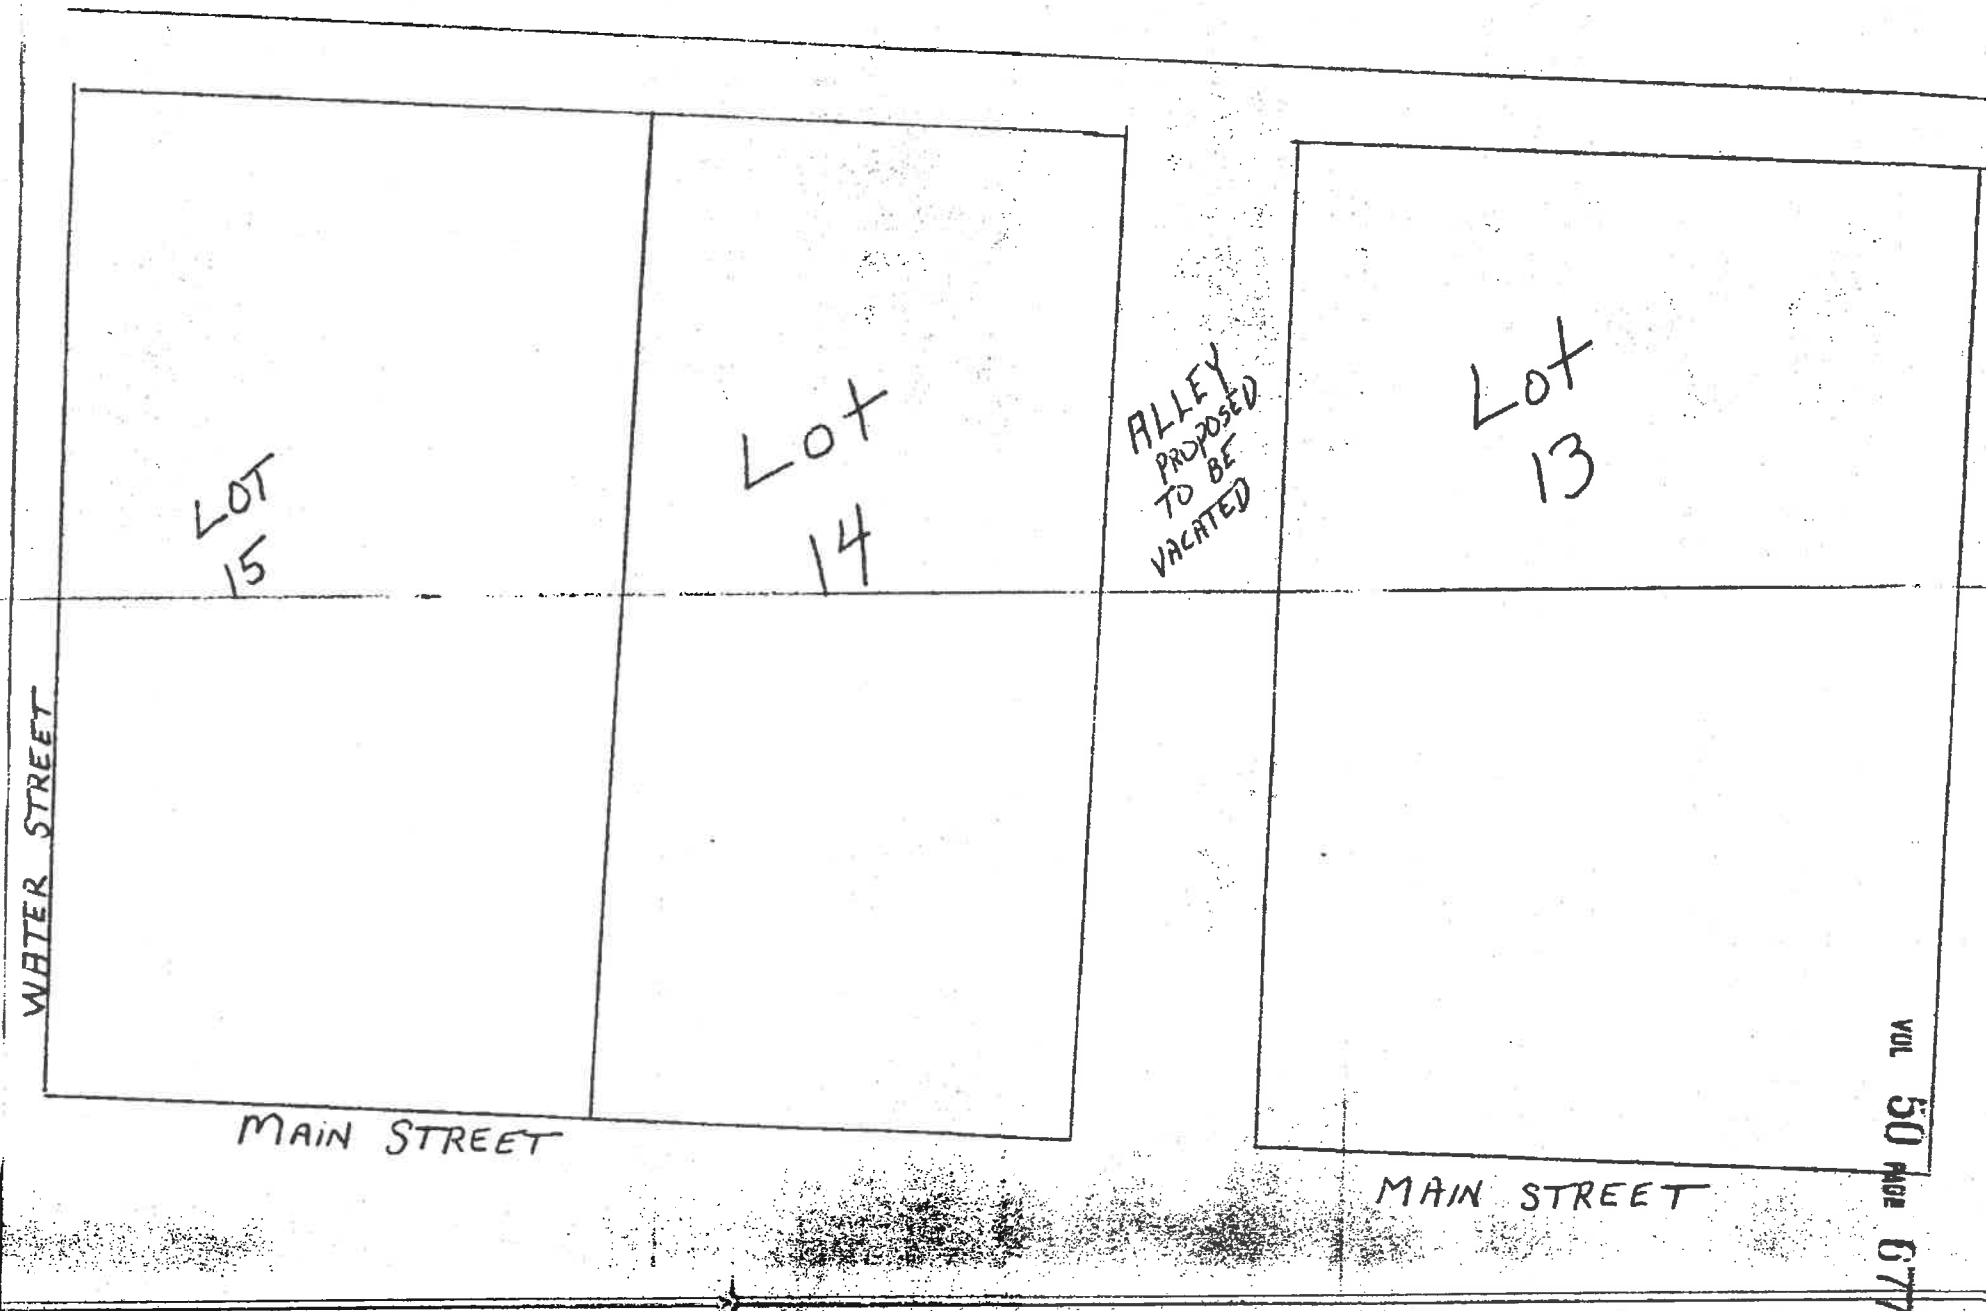 LOT
15
Lot
14
ALLEY
PROPOSED
TO BE
VACATED
Lot
13
WATER STREET
MAIN STREET
MAIN STREET
VOL 50 PAGE 677